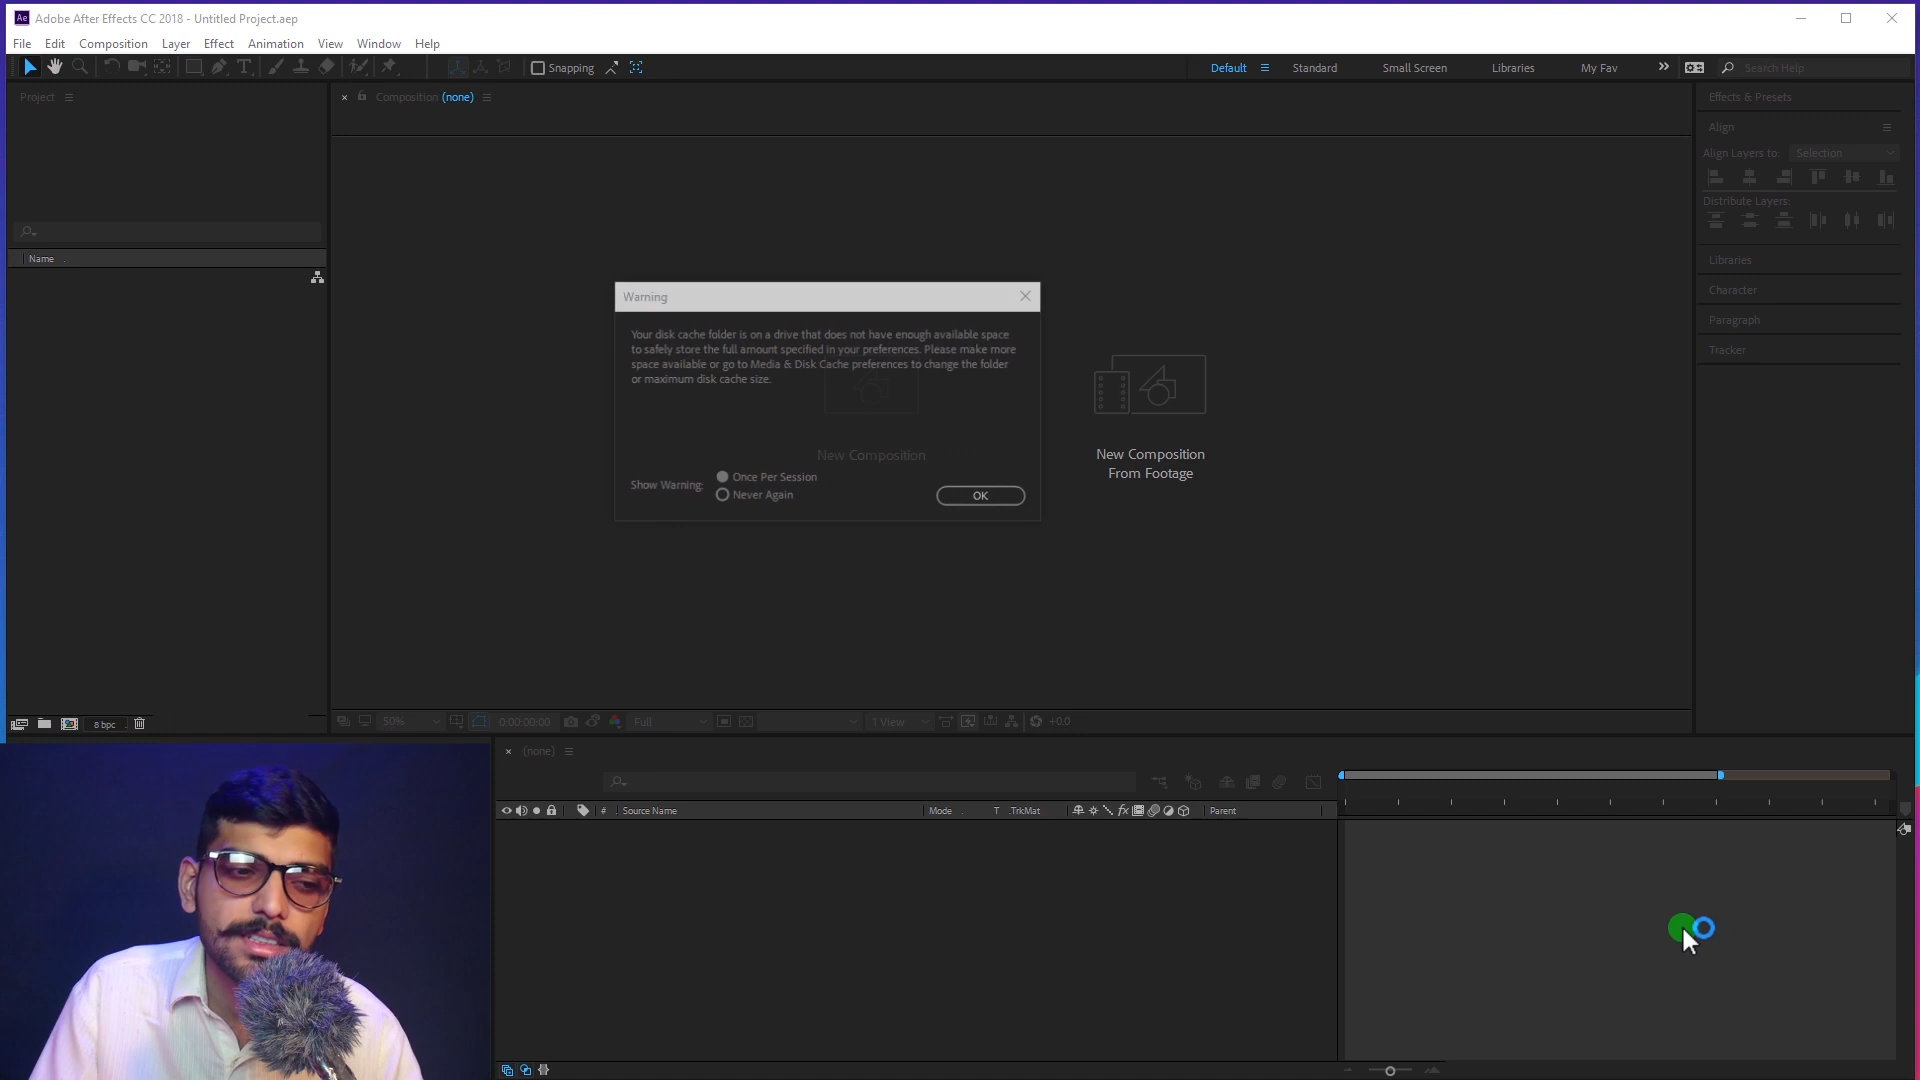 Adobe After Effects CC 2018 - Untitled Project.aep
File Edit Composition Layer Effect Animation View Window Help
Snapping
Default Standard Small Screen Libraries My Fav Search Help
Project
Composition (none)
Effects & Presets
Align
Align Layers to: Selection
Distribute Layers:
Libraries
Character
Paragraph
Tracker
Name
Warning
Your disk cache folder is on a drive that does not have enough available space
to safely store the full amount specified in your preferences. Please make more
space available or go to Media & Disk Cache preferences to change the folder
or maximum disk cache size.
New Composition
Show Warning:
Once Per Session
Never Again
OK
New Composition
From Footage
8 bpc
50% 0:00:00:00 Full 1 View +0.0
(none)
# Source Name Mode T .TrkMat fx Parent